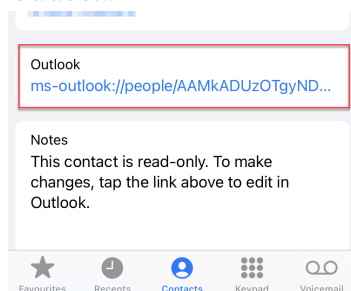 Outlook
ms-outlook://people/AAMkADUzOTgyND...
Notes
This contact is read-only. To make
changes, tap the link above to edit in
Outlook.
Favourites Recents Contacts Keypad Voicemail